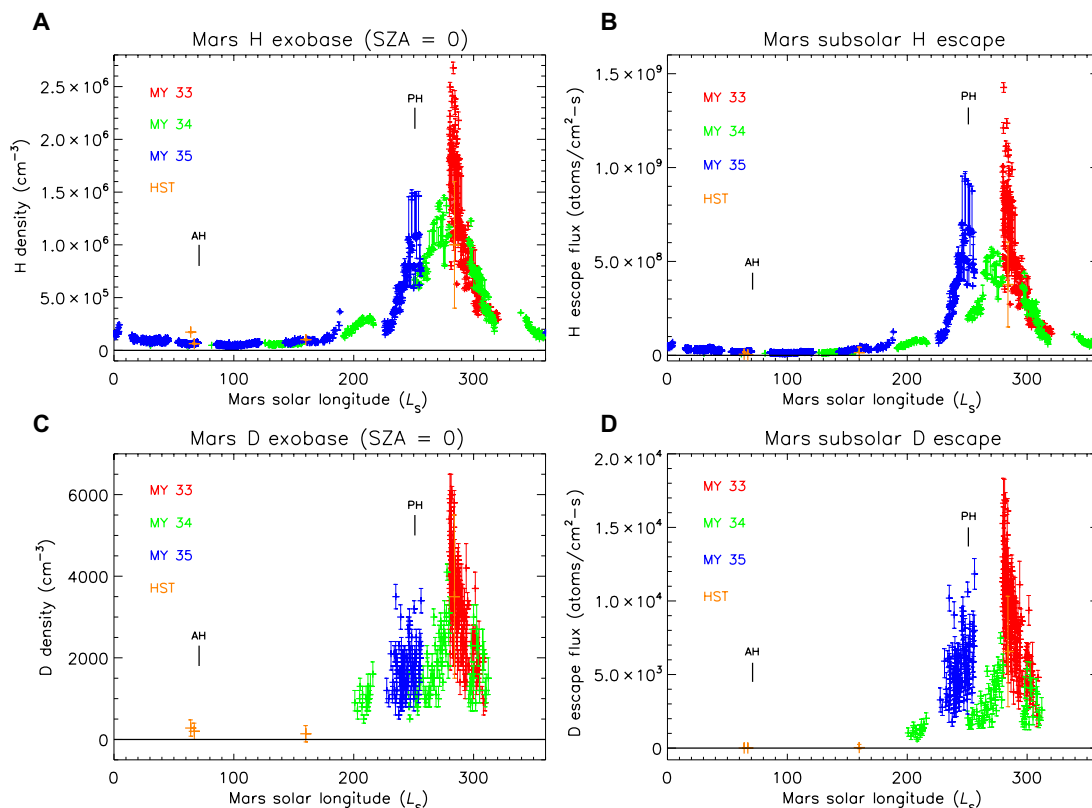 A
Mars H exobase (SZA = 0)
H density (cm⁻³)
2.5×10⁶
2.0×10⁶
1.5×10⁶
1.0×10⁶
5.0×10⁵
0
MY 33
MY 34
MY 35
HST
AH
PH
0 100 200 300
Mars solar longitude (Lₛ)
B
Mars subsolar H escape
H escape flux (atoms/cm²−s)
1.5×10⁹
1.0×10⁹
5.0×10⁸
0
MY 33
MY 34
MY 35
HST
AH
PH
0 100 200 300
Mars solar longitude (Lₛ)
C
Mars D exobase (SZA = 0)
D density (cm⁻³)
6000
4000
2000
0
MY 33
MY 34
MY 35
HST
AH
PH
0 100 200 300
Mars solar longitude (Lₛ)
D
Mars subsolar D escape
D escape flux (atoms/cm²−s)
2.0×10⁴
1.5×10⁴
1.0×10⁴
5.0×10³
0
MY 33
MY 34
MY 35
HST
AH
PH
0 100 200 300
Mars solar longitude (Lₛ)